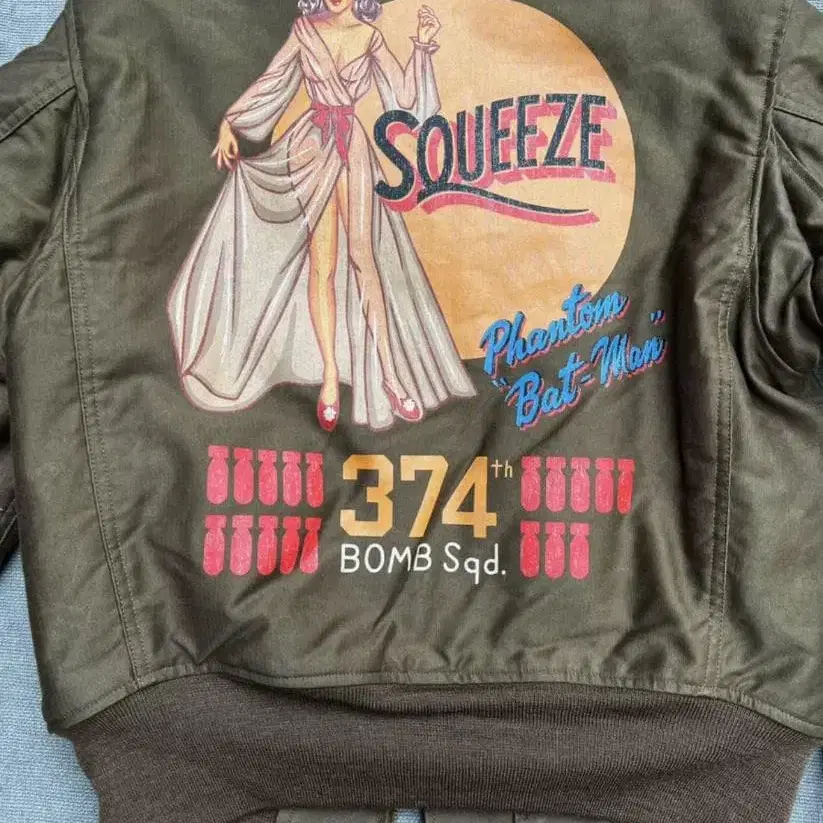 SQUEEZE
Phantom
"Bat-Man"
374th
BOMB Sqd.